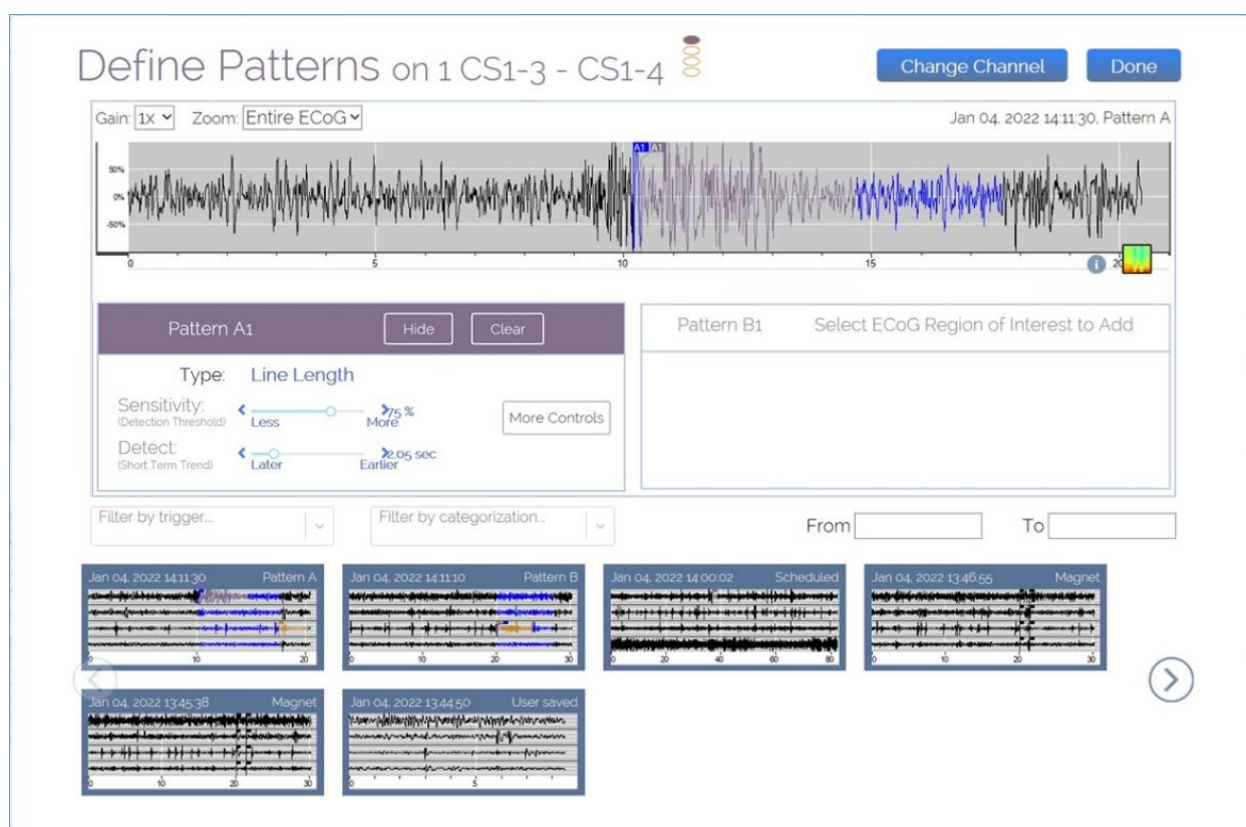 Define Patterns on 1 CS1-3 - CS1-4
Change Channel
Done
Gain: 1X
Zoom: Entire ECoG
Jan 04, 2022 14:11:30, Pattern A
A1 A1
50%
0%
-50%
0 5 10 15 20
i
Pattern A1
Hide
Clear
Pattern B1
Select ECoG Region of Interest to Add
Type: Line Length
Sensitivity:
(Detection Threshold)
Less
More
75 %
More Controls
Detect:
(Short Term Trend)
Later
Earlier
2.05 sec
Filter by trigger...
Filter by categorization...
From
To
Jan 04, 2022 14:11:30 Pattern A
0 10 20
Jan 04, 2022 14:11:10 Pattern B
0 10 20 30
Jan 04, 2022 14:00:02 Scheduled
0 20 40 60 80
Jan 04, 2022 13:46:55 Magnet
0 10 20 30
Jan 04, 2022 13:45:38 Magnet
0 10 20 30
Jan 04, 2022 13:44:50 User saved
0 5